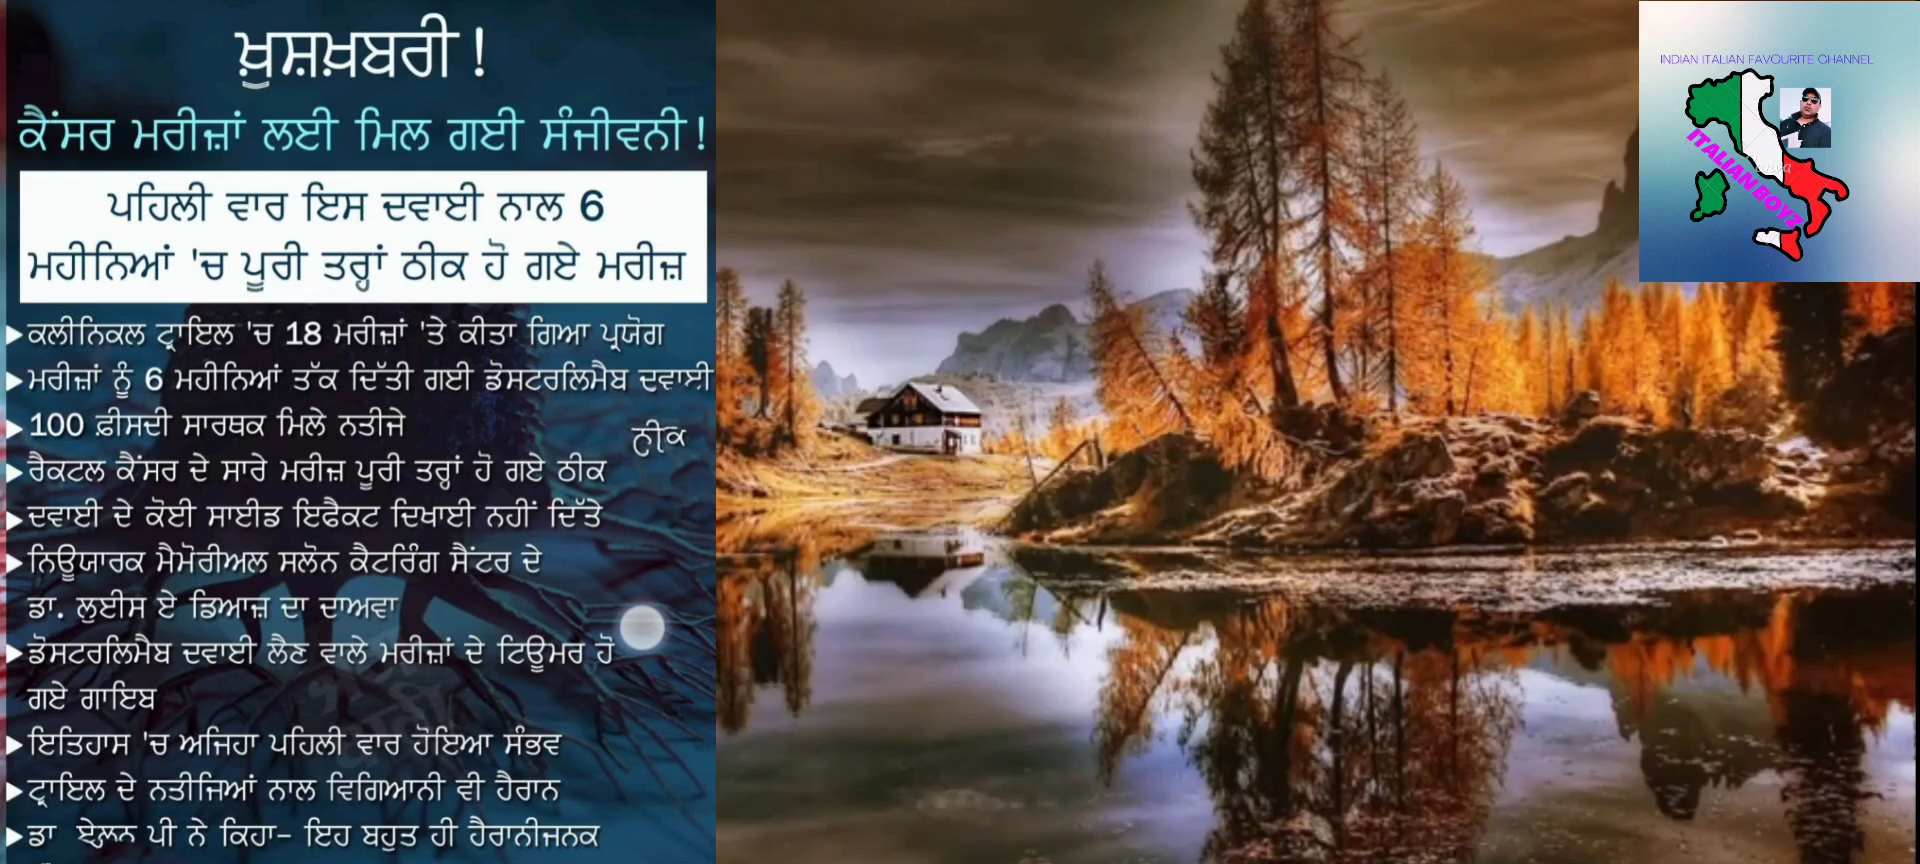 ਖ਼ੁਸ਼ਖ਼ਬਰੀ!
ਕੈਂਸਰ ਮਰੀਜ਼ਾਂ ਲਈ ਮਿਲ ਗਈ ਸੰਜੀਵਨੀ!
ਪਹਿਲੀ ਵਾਰ ਇਸ ਦਵਾਈ ਨਾਲ 6
ਮਹੀਨਿਆਂ 'ਚ ਪੂਰੀ ਤਰ੍ਹਾਂ ਠੀਕ ਹੋ ਗਏ ਮਰੀਜ਼
ਕਲੀਨਿਕਲ ਟ੍ਰਾਇਲ 'ਚ 18 ਮਰੀਜ਼ਾਂ 'ਤੇ ਕੀਤਾ ਗਿਆ ਪ੍ਰਯੋਗ
ਮਰੀਜ਼ਾਂ ਨੂੰ 6 ਮਹੀਨਿਆਂ ਤੱਕ ਦਿੱਤੀ ਗਈ ਡੋਸਟਰਲਿਮੈਬ ਦਵਾਈ
100 ਫ਼ੀਸਦੀ ਸਾਰਥਕ ਮਿਲੇ ਨਤੀਜੇ
ਰੈਕਟਲ ਕੈਂਸਰ ਦੇ ਸਾਰੇ ਮਰੀਜ਼ ਪੂਰੀ ਤਰ੍ਹਾਂ ਹੋ ਗਏ ਠੀਕ
ਦਵਾਈ ਦੇ ਕੋਈ ਸਾਈਡ ਇਫੈਕਟ ਦਿਖਾਈ ਨਹੀਂ ਦਿੱਤੇ
ਨਿਊਯਾਰਕ ਮੈਮੋਰੀਅਲ ਸਲੋਨ ਕੈਟਰਿੰਗ ਸੈਂਟਰ ਦੇ
ਡਾ. ਲੁਈਸ ਏ ਡਿਆਜ਼ ਦਾ ਦਾਅਵਾ
ਡੋਸਟਰਲਿਮੈਬ ਦਵਾਈ ਲੈਣ ਵਾਲੇ ਮਰੀਜ਼ਾਂ ਦੇ ਟਿਊਮਰ ਹੋ
ਗਏ ਗਾਇਬ
ਇਤਿਹਾਸ 'ਚ ਅਜਿਹਾ ਪਹਿਲੀ ਵਾਰ ਹੋਇਆ ਸੰਭਵ
ਟ੍ਰਾਇਲ ਦੇ ਨਤੀਜਿਆਂ ਨਾਲ ਵਿਗਿਆਨੀ ਵੀ ਹੈਰਾਨ
ਡਾ ਪੀ ਨੇ ਕਿਹਾ- ਇਹ ਬਹੁਤ ਹੀ ਹੈਰਾਨੀਜਨਕ
INDIAN ITALIAN FAVOURITE CHANNEL
ITALIAN BOYZ